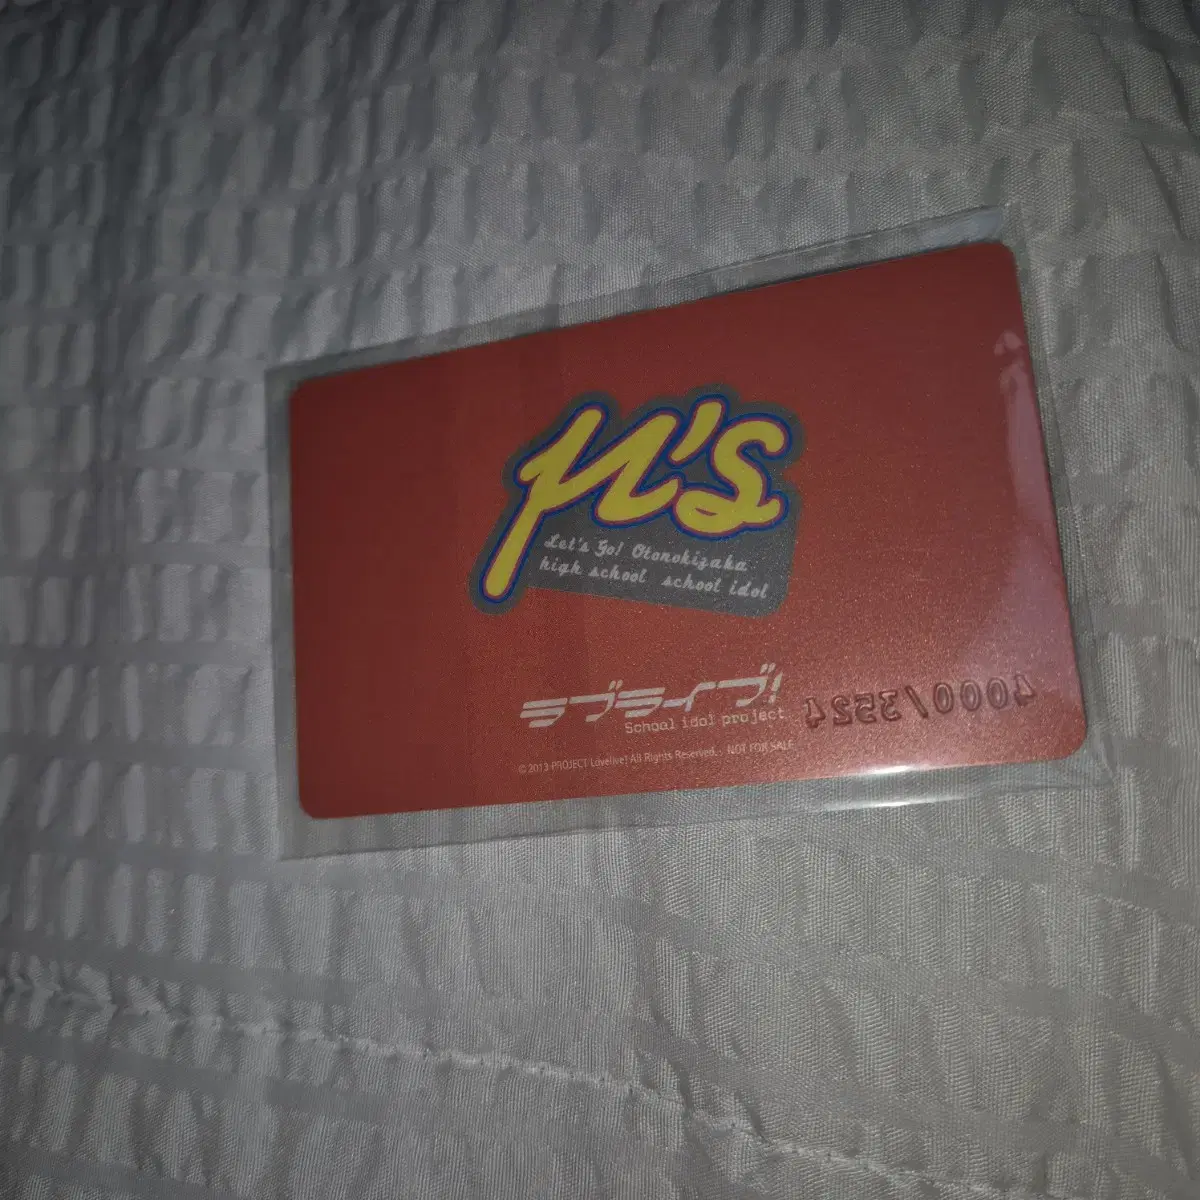 μ's
Let's Go! Otonokizaka
high school school idol
ラブライブ!
School idol project
4000/3524
© 2013 PROJECT Lovelive! All Rights Reserved. NOT FOR SALE